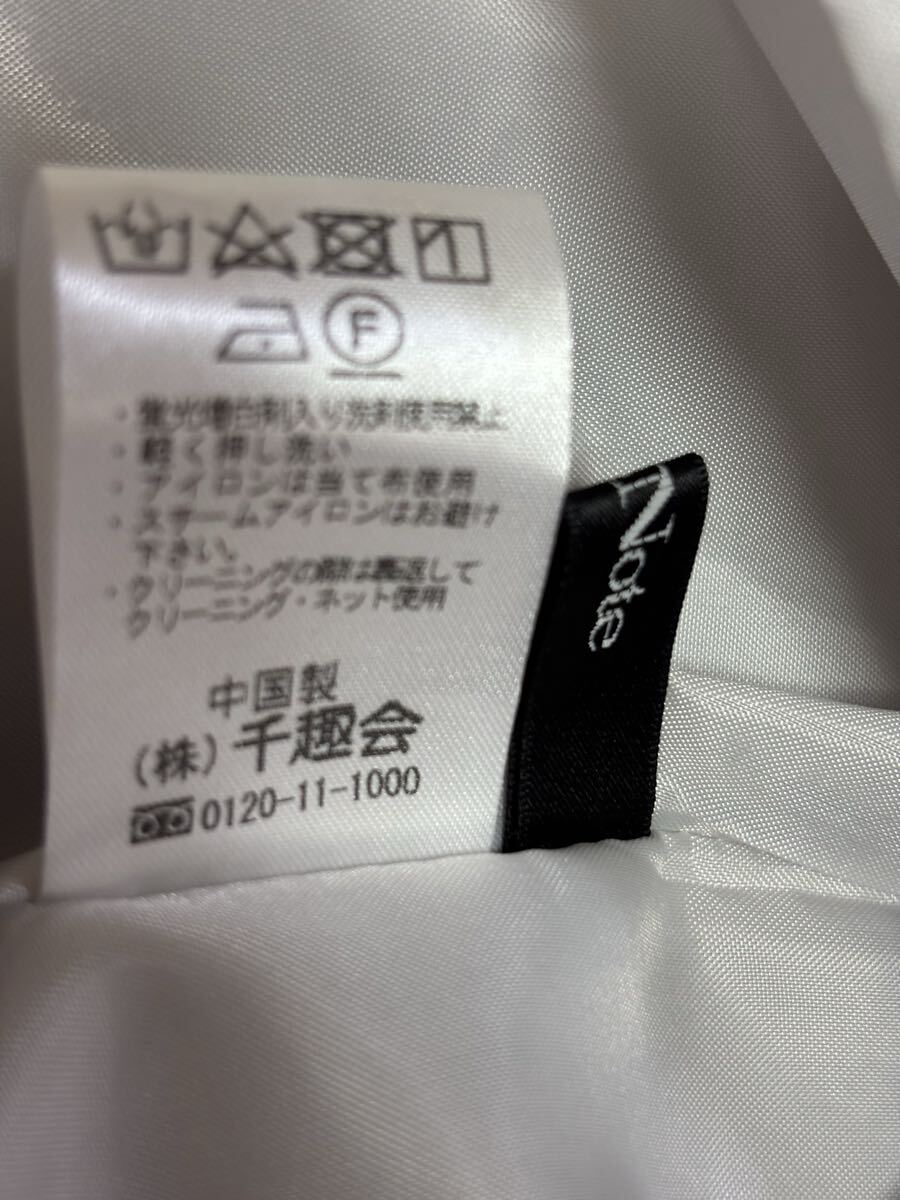 F
・蛍光増白剤入り洗剤使用禁止
・軽く押し洗い
・アイロンは当て布使用
・スチームアイロンはお避け
下さい。
・クリーニングの際は裏返して
クリーニング・ネット使用
中国製
(株)千趣会
0120-11-1000
Note